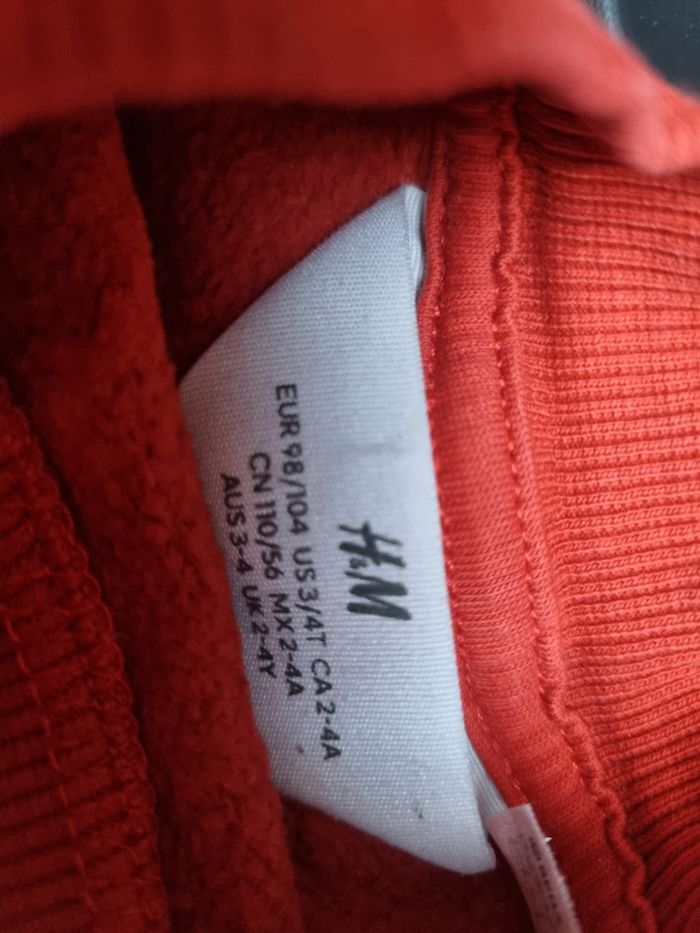 H&M
EUR 98/104 US 3/4T CA 2-4A
CN 110/56 MX 2-4A
AUS 3-4 UK 2-4Y